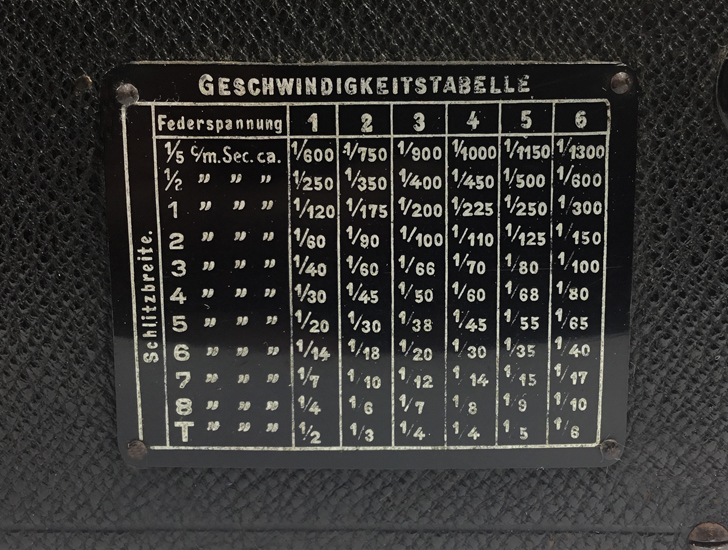 GESCHWINDIGKEITSTABELLE
Schlitzbreite.
Federspannung 1 2 3 4 5 6
1/5 c/m. Sec. ca. 1/600 1/750 1/900 1/1000 1/1150 1/1300
1/2 " " " 1/250 1/350 1/400 1/450 1/500 1/600
1 " " " 1/120 1/175 1/200 1/225 1/250 1/300
2 " " " 1/60 1/90 1/100 1/110 1/125 1/150
3 " " " 1/40 1/60 1/66 1/70 1/80 1/100
4 " " " 1/30 1/45 1/50 1/60 1/68 1/80
5 " " " 1/20 1/30 1/38 1/45 1/55 1/65
6 " " " 1/14 1/18 1/20 1/30 1/35 1/40
7 " " " 1/7 1/10 1/12 1/14 1/15 1/17
8 " " " 1/4 1/6 1/7 1/8 1/9 1/10
T " " " 1/2 1/3 1/4 1/4 1/5 1/6